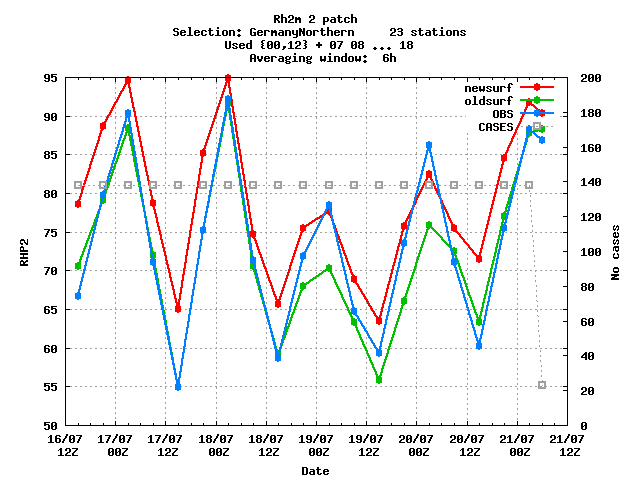 Rh2m 2 patch
Selection: GermanyNorthern     23 stations
Used {00,12} + 07 08 ... 18
Averaging window:  6h
newsurf
oldsurf
OBS
CASES
RHP2
95
90
85
80
75
70
65
60
55
50
200
180
160
140
120
100
80
60
40
20
0
No cases
16/07 17/07 17/07 18/07 18/07 19/07 19/07 20/07 20/07 21/07 21/07
12Z 00Z 12Z 00Z 12Z 00Z 12Z 00Z 12Z 00Z 12Z
Date